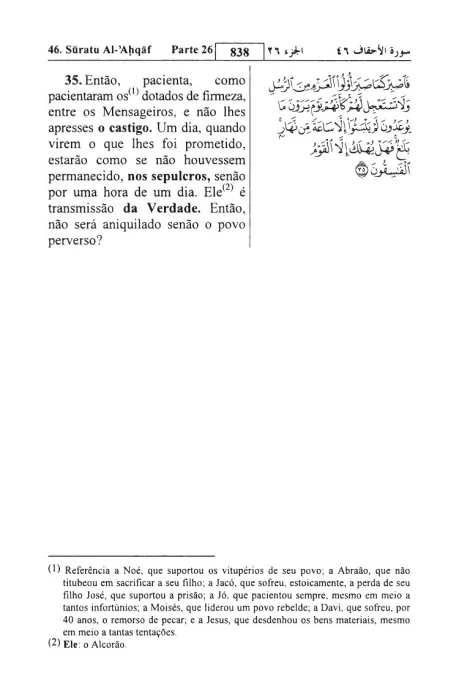 46. Sūratu Al-'Aḥqāf Parte 26 838 الجزء ٢٦ سورة الأحقاف ٤٦
35. Então, pacienta, como
pacientaram os(1) dotados de firmeza,
entre os Mensageiros, e não lhes
apresses o castigo. Um dia, quando
virem o que lhes foi prometido,
estarão como se não houvessem
permanecido, nos sepulcros, senão
por uma hora de um dia. Ele(2) é
transmissão da Verdade. Então,
não será aniquilado senão o povo
perverso?
فَٱصْبِرْ كَمَا صَبَرَ أُو۟لُوا۟ ٱلْعَزْمِ مِنَ ٱلرُّسُلِ
وَلَا تَسْتَعْجِل لَّهُمْ كَأَنَّهُمْ يَوْمَ يَرَوْنَ مَا
يُوعَدُونَ لَمْ يَلْبَثُوٓا۟ إِلَّا سَاعَةً مِّن نَّهَارٍۭ
بَلَٰغٌ فَهَلْ يُهْلَكُ إِلَّا ٱلْقَوْمُ
ٱلْفَٰسِقُونَ ٣٥
(1) Referência a Noé, que suportou os vitupérios de seu povo; a Abraão, que não
titubeou em sacrificar a seu filho; a Jacó, que sofreu, estoicamente, a perda de seu
filho José, que suportou a prisão; a Jó, que pacientou sempre, mesmo em meio a
tantos infortúnios; a Moisés, que liderou um povo rebelde; a Davi, que sofreu, por
40 anos, o remorso de pecar; e a Jesus, que desdenhou os bens materiais, mesmo
em meio a tantas tentações.
(2) Ele: o Alcorão.